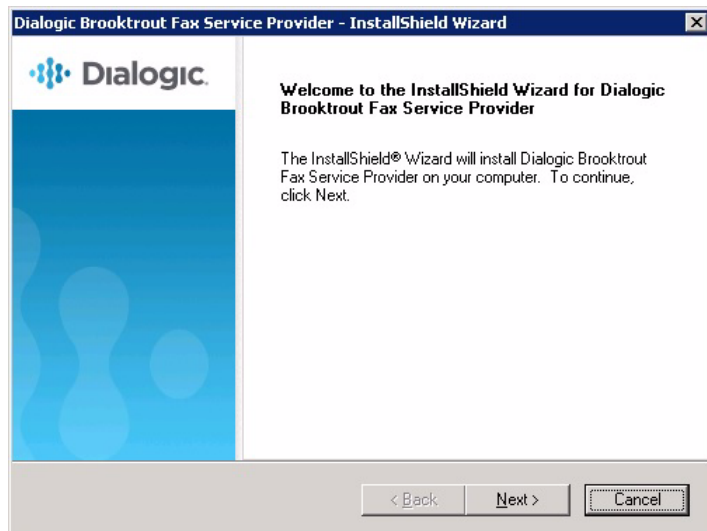 Dialogic Brooktrout Fax Service Provider - InstallShield Wizard
Dialogic.
Welcome to the InstallShield Wizard for Dialogic
Brooktrout Fax Service Provider
The InstallShield® Wizard will install Dialogic Brooktrout
Fax Service Provider on your computer. To continue,
click Next.
< Back
Next >
Cancel